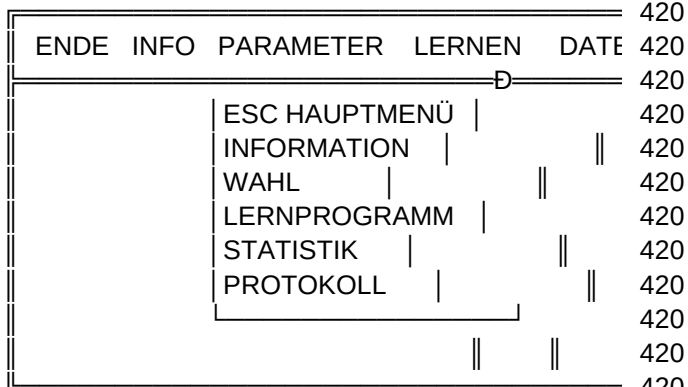 ╔══════════════════════════════════════ 420
║ ENDE INFO PARAMETER LERNEN DATE 420
╠═════════════════════════════Ð═══════ 420
║ │ESC HAUPTMENÜ │ 420
║ │INFORMATION │ ║ 420
║ │WAHL │ ║ 420
║ │LERNPROGRAMM │ 420
║ │STATISTIK │ ║ 420
║ │PROTOKOLL │ ║ 420
║ └──────────────────┘ 420
║ ║ ║ 420
╚══════════════════════════════════════ 420